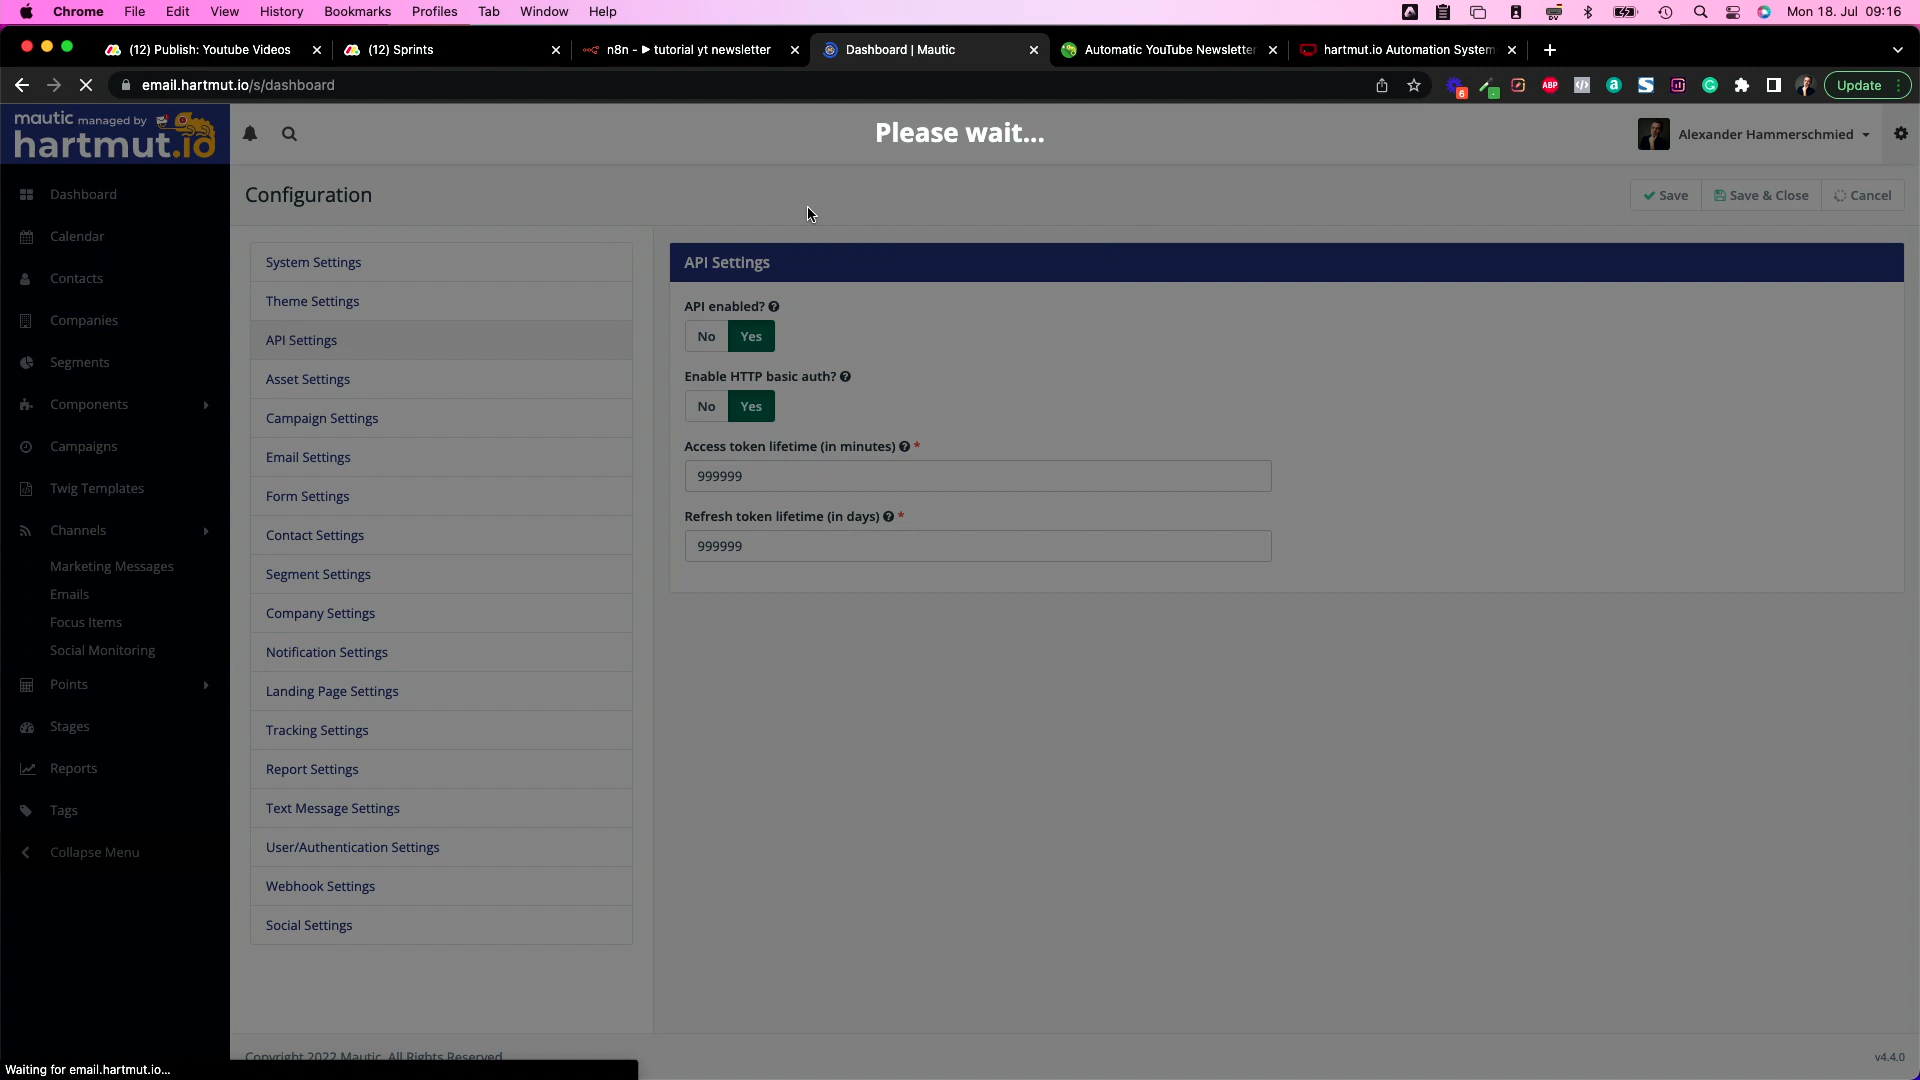 Chrome File Edit View History Bookmarks Profiles Tab Window Help
Mon 18. Jul 09:16
(12) Publish: Youtube Videos
(12) Sprints
n8n - ▶ tutorial yt newsletter
Dashboard | Mautic
Automatic YouTube Newsletter
hartmut.io Automation System
email.hartmut.io/s/dashboard
6
ABP
Update
mautic managed by
hartmut.io
Please wait...
Alexander Hammerschmied
Dashboard
Calendar
Contacts
Companies
Segments
Components
Campaigns
Twig Templates
Channels
Marketing Messages
Emails
Focus Items
Social Monitoring
Points
Stages
Reports
Tags
Collapse Menu
Configuration
Save
Save & Close
Cancel
System Settings
Theme Settings
API Settings
Asset Settings
Campaign Settings
Email Settings
Form Settings
Contact Settings
Segment Settings
Company Settings
Notification Settings
Landing Page Settings
Tracking Settings
Report Settings
Text Message Settings
User/Authentication Settings
Webhook Settings
Social Settings
API Settings
API enabled?
No Yes
Enable HTTP basic auth?
No Yes
Access token lifetime (in minutes) *
999999
Refresh token lifetime (in days) *
999999
Copyright 2022 Mautic. All Rights Reserved.
v4.4.0
Waiting for email.hartmut.io...